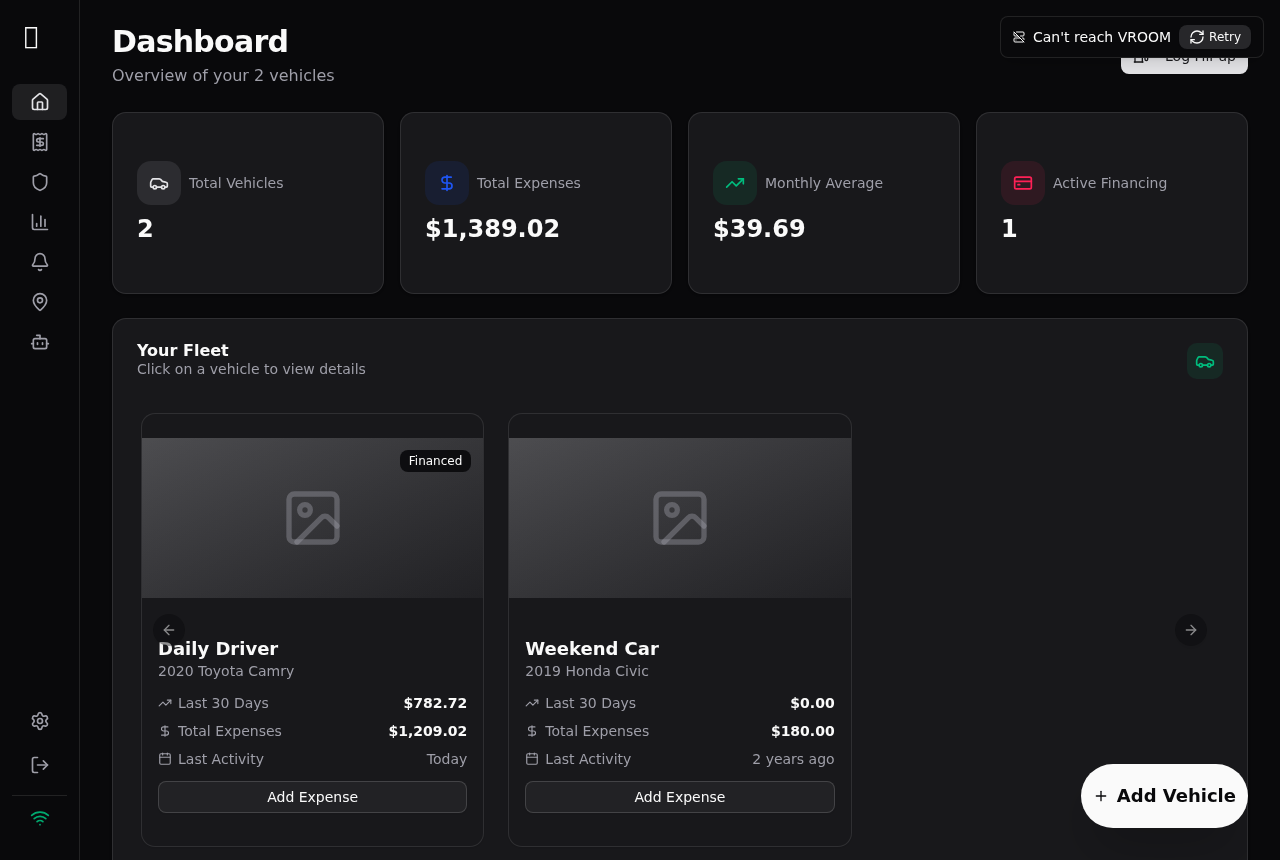 Dashboard
Overview of your 2 vehicles
Can't reach VROOM
Retry
Total Vehicles
2
Total Expenses
$1,389.02
Monthly Average
$39.69
Active Financing
1
Your Fleet
Click on a vehicle to view details
Financed
Daily Driver
2020 Toyota Camry
Last 30 Days
$782.72
Total Expenses
$1,209.02
Last Activity
Today
Add Expense
Weekend Car
2019 Honda Civic
Last 30 Days
$0.00
Total Expenses
$180.00
Last Activity
2 years ago
Add Expense
Add Vehicle